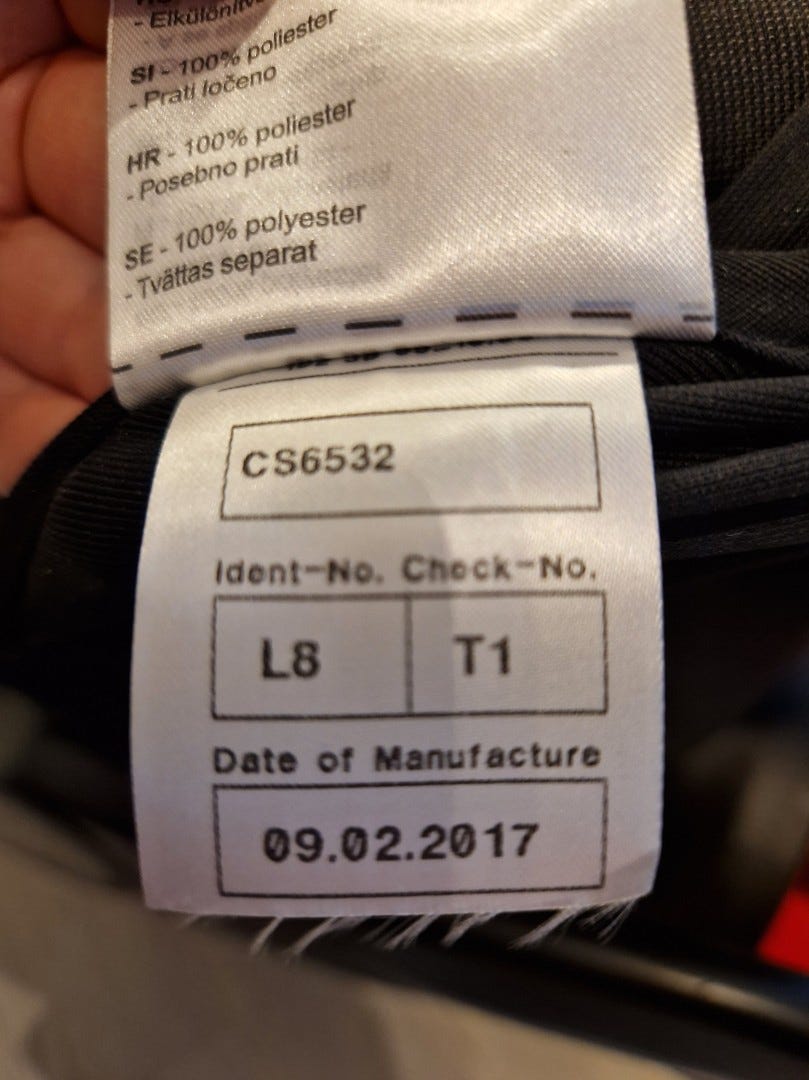 - Elkülönítve
SI - 100% poliester
- Prati ločeno
HR - 100% poliester
- Posebno prati
SE - 100% polyester
- Tvättas separat
CS6532
Ident-No. Check-No.
L8 T1
Date of Manufacture
09.02.2017